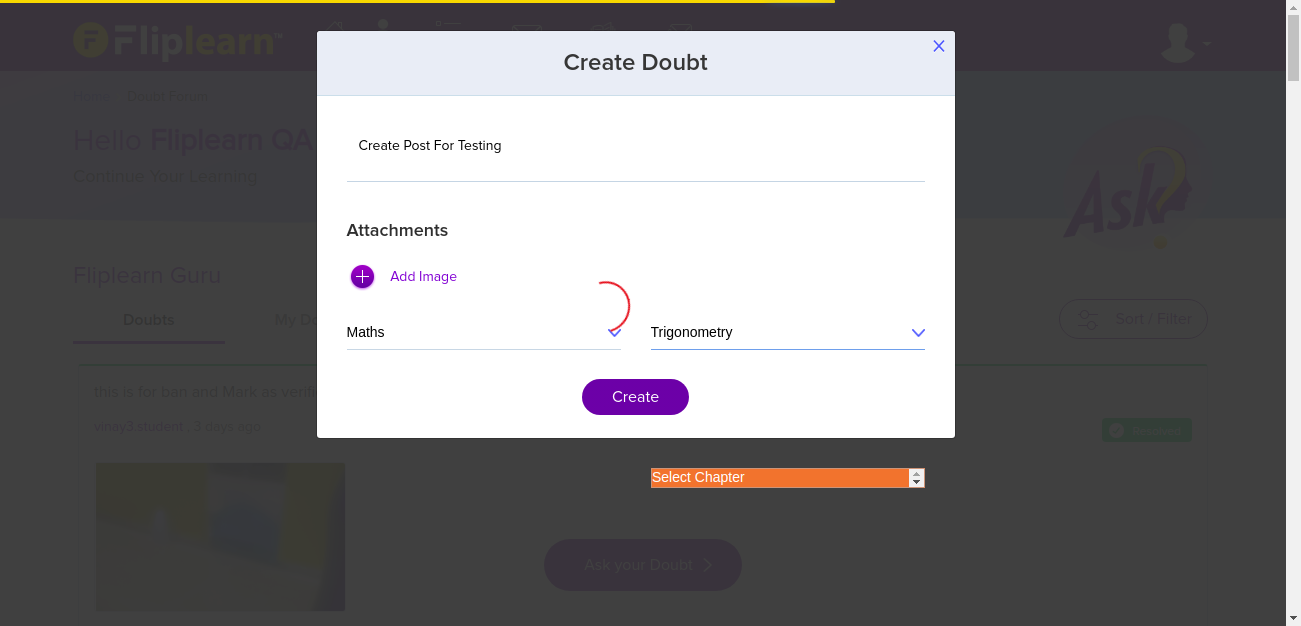 Fliplearn™
Create Doubt
Home
Doubt Forum
Hello Fliplearn QA
Continue Your Learning
Create Post For Testing
Ask
Attachments
Add Image
Fliplearn Guru
Doubts
My Do
Sort / Filter
Maths
Trigonometry
this is for ban and Mark as verifi
Create
vinay3.student , 3 days ago
Select Chapter
Ask your Doubt